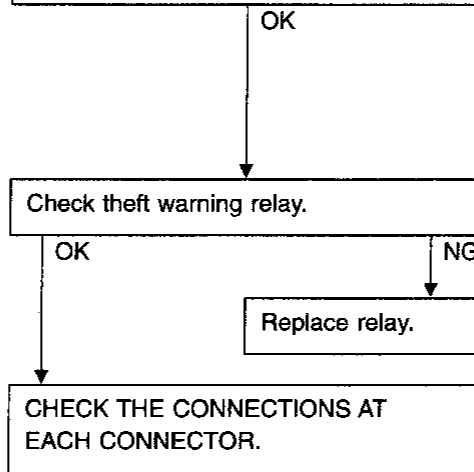 OK
Check theft warning relay.
OK
NG
Replace relay.
CHECK THE CONNECTIONS AT
EACH CONNECTOR.